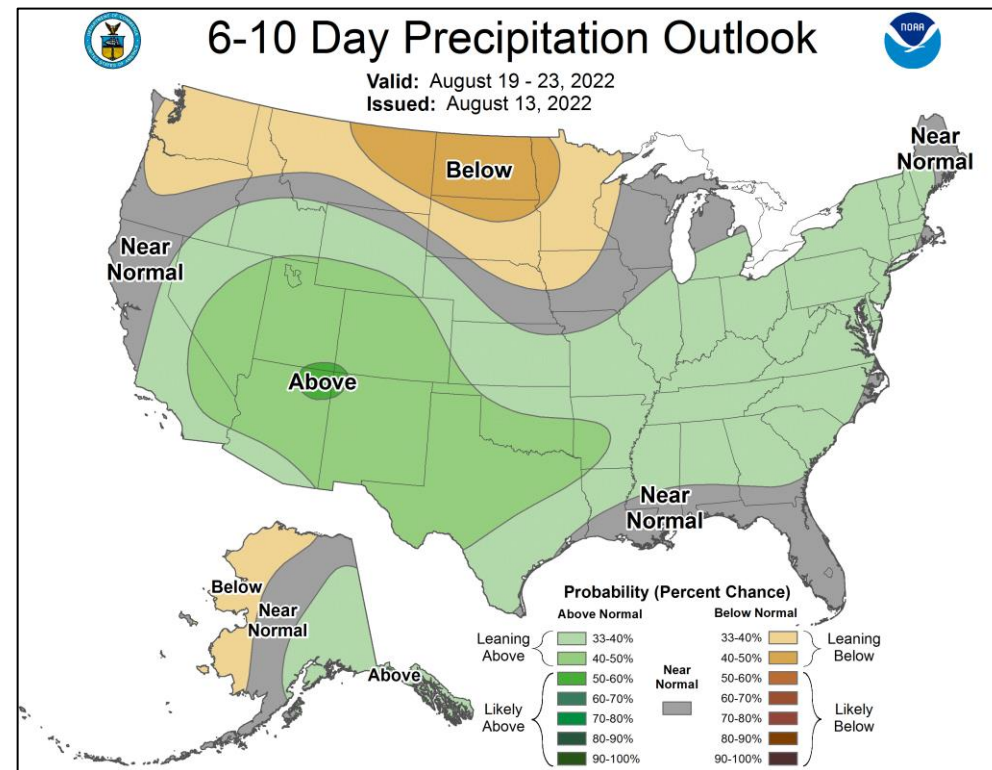 6-10 Day Precipitation Outlook
NOAA
Valid: August 19 - 23, 2022
Issued: August 13, 2022
Near
Normal
Below
Near
Normal
Above
Near
Normal
Below
Near
Normal
Above
Probability (Percent Chance)
Above Normal
Below Normal
Leaning
Above
33-40%
40-50%
Likely
Above
50-60%
60-70%
70-80%
80-90%
90-100%
Near
Normal
33-40%
40-50%
Leaning
Below
50-60%
60-70%
70-80%
80-90%
90-100%
Likely
Below